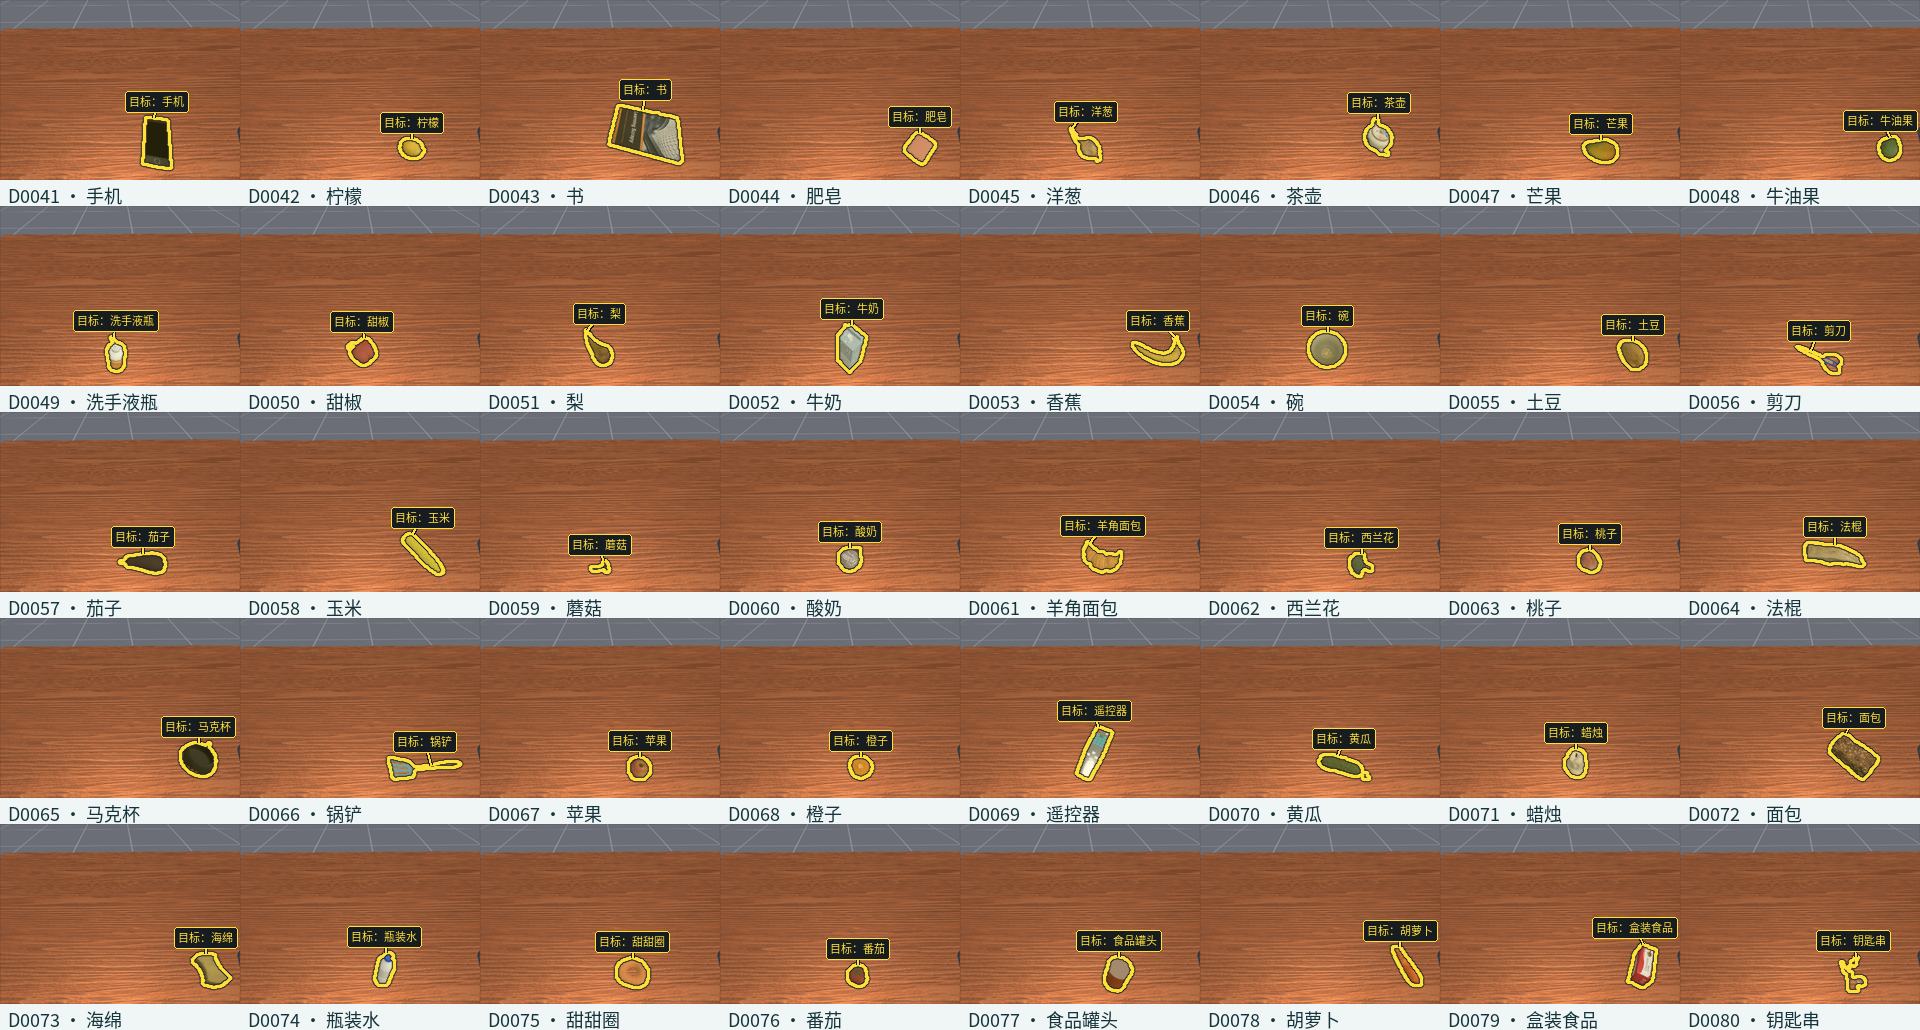 目标：手机
目标：柠檬
目标：书
目标：肥皂
目标：洋葱
目标：茶壶
目标：芒果
目标：牛油果
D0041 · 手机
D0042 · 柠檬
D0043 · 书
D0044 · 肥皂
D0045 · 洋葱
D0046 · 茶壶
D0047 · 芒果
D0048 · 牛油果
目标：洗手液瓶
目标：甜椒
目标：梨
目标：牛奶
目标：香蕉
目标：碗
目标：土豆
目标：剪刀
D0049 · 洗手液瓶
D0050 · 甜椒
D0051 · 梨
D0052 · 牛奶
D0053 · 香蕉
D0054 · 碗
D0055 · 土豆
D0056 · 剪刀
目标：茄子
目标：玉米
目标：蘑菇
目标：酸奶
目标：羊角面包
目标：西兰花
目标：桃子
目标：法棍
D0057 · 茄子
D0058 · 玉米
D0059 · 蘑菇
D0060 · 酸奶
D0061 · 羊角面包
D0062 · 西兰花
D0063 · 桃子
D0064 · 法棍
目标：马克杯
目标：锅铲
目标：苹果
目标：橙子
目标：遥控器
目标：黄瓜
目标：蜡烛
目标：面包
D0065 · 马克杯
D0066 · 锅铲
D0067 · 苹果
D0068 · 橙子
D0069 · 遥控器
D0070 · 黄瓜
D0071 · 蜡烛
D0072 · 面包
目标：海绵
目标：瓶装水
目标：甜甜圈
目标：番茄
目标：食品罐头
目标：胡萝卜
目标：盒装食品
目标：钥匙串
D0073 · 海绵
D0074 · 瓶装水
D0075 · 甜甜圈
D0076 · 番茄
D0077 · 食品罐头
D0078 · 胡萝卜
D0079 · 盒装食品
D0080 · 钥匙串